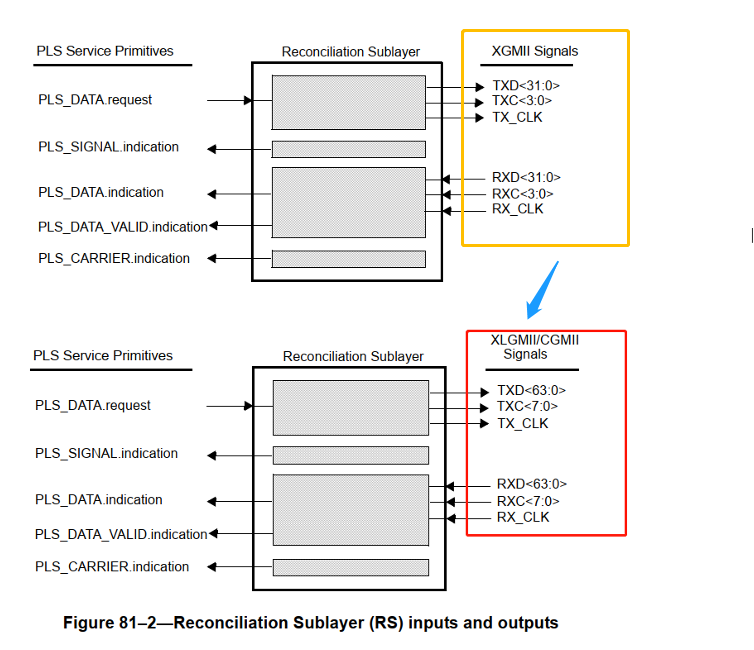 PLS Service Primitives
Reconciliation Sublayer
XGMII Signals
PLS_DATA.request
TXD<31:0>
TXC<3:0>
TX_CLK
PLS_SIGNAL.indication
PLS_DATA.indication
RXD<31:0>
RXC<3:0>
RX_CLK
PLS_DATA_VALID.indication
PLS_CARRIER.indication
PLS Service Primitives
Reconciliation Sublayer
XLGMII/CGMII
Signals
PLS_DATA.request
TXD<63:0>
TXC<7:0>
TX_CLK
PLS_SIGNAL.indication
PLS_DATA.indication
RXD<63:0>
RXC<7:0>
RX_CLK
PLS_DATA_VALID.indication
PLS_CARRIER.indication
Figure 81–2—Reconciliation Sublayer (RS) inputs and outputs